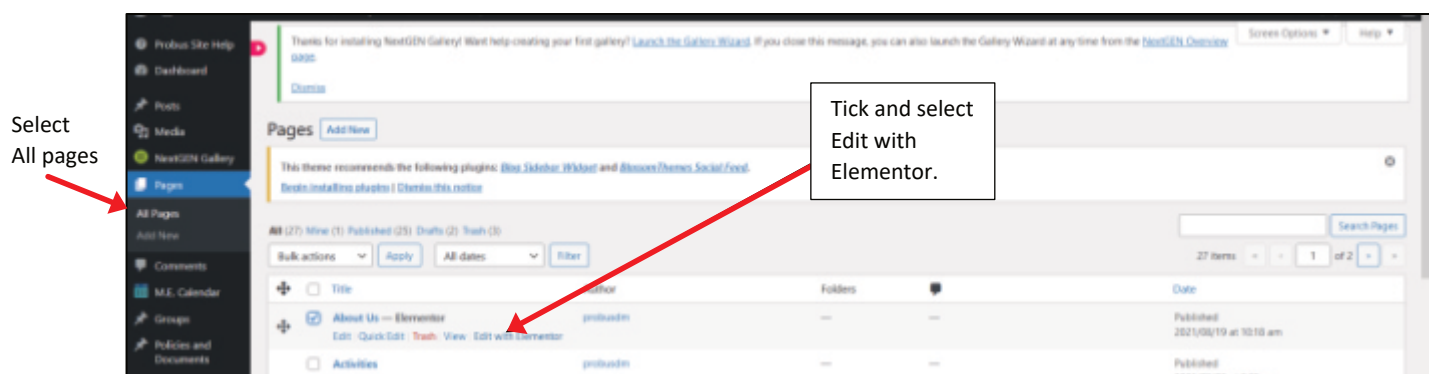 Probus Site Help
Thanks for installing NextGEN Gallery! Want help creating your first gallery? Launch the Gallery Wizard. If you close this message, you can also launch the Gallery Wizard at any time from the NextGEN Overview
page.
Screen Options ▼
Help ▼
Dashboard
Dismiss
Posts
Media
NextGEN Gallery
Pages
All Pages
Add New
Comments
M.E. Calendar
Groups
Policies and
Documents
Select
All pages
Tick and select
Edit with
Elementor.
Pages Add New
This theme recommends the following plugins: Blog Sidebar Widget and BlossomThemes Social Feed.
Begin installing plugins | Dismiss this notice
All (27) Mine (1) Published (25) Drafts (2) Trash (3)
Search Pages
Bulk actions Apply All dates Filter
27 items « ‹ 1 of 2 › »
Title Author Folders Date
About Us — Elementor probusdm — — Published
Edit Quick Edit Trash View Edit with Elementor 2021/08/19 at 10:18 am
Activities probusdm — — Published